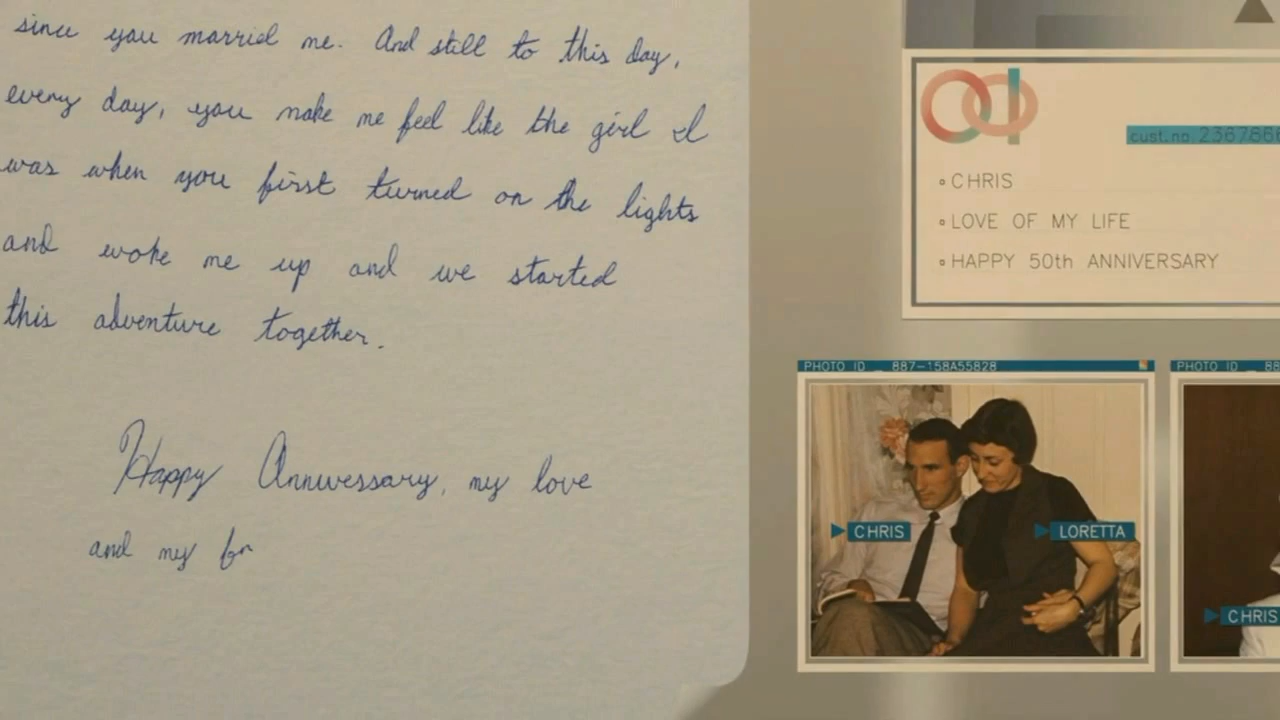 since you married me. And still to this day,
every day, you make me feel like the girl I
was when you first turned on the lights
and woke me up and we started
this adventure together.
Happy Anniversary, my love
and my
cust.no.
CHRIS
LOVE OF MY LIFE
HAPPY 50th ANNIVERSARY
PHOTO ID _ 887-158A55828
PHOTO ID _ 88
CHRIS
LORETTA
CHRIS